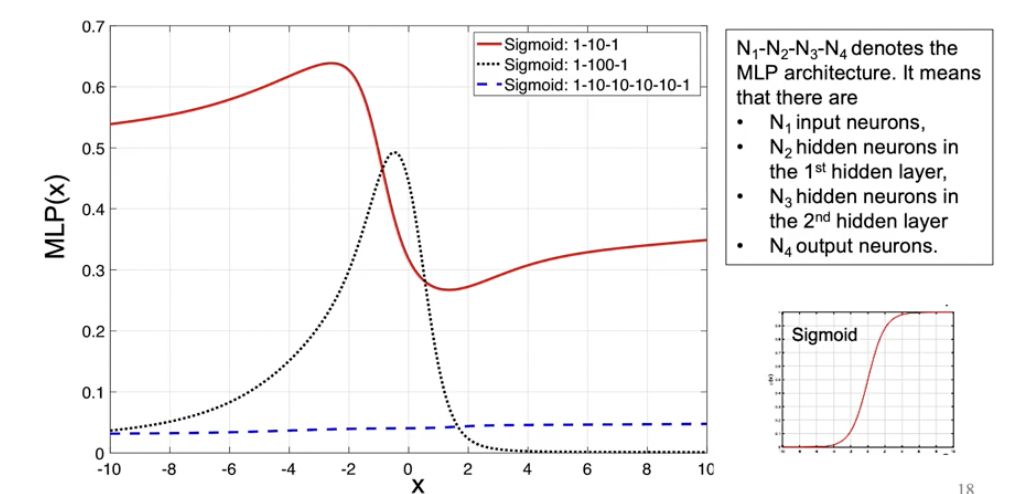 0.7
0.6
0.5
0.4
0.3
0.2
0.1
0
MLP(x)
-10 -8 -6 -4 -2 0 2 4 6 8 10
x
Sigmoid: 1-10-1
Sigmoid: 1-100-1
Sigmoid: 1-10-10-10-10-1
N₁-N₂-N₃-N₄ denotes the
MLP architecture. It means
that there are
• N₁ input neurons,
• N₂ hidden neurons in
the 1st hidden layer,
• N₃ hidden neurons in
the 2nd hidden layer
• N₄ output neurons.
Sigmoid
18